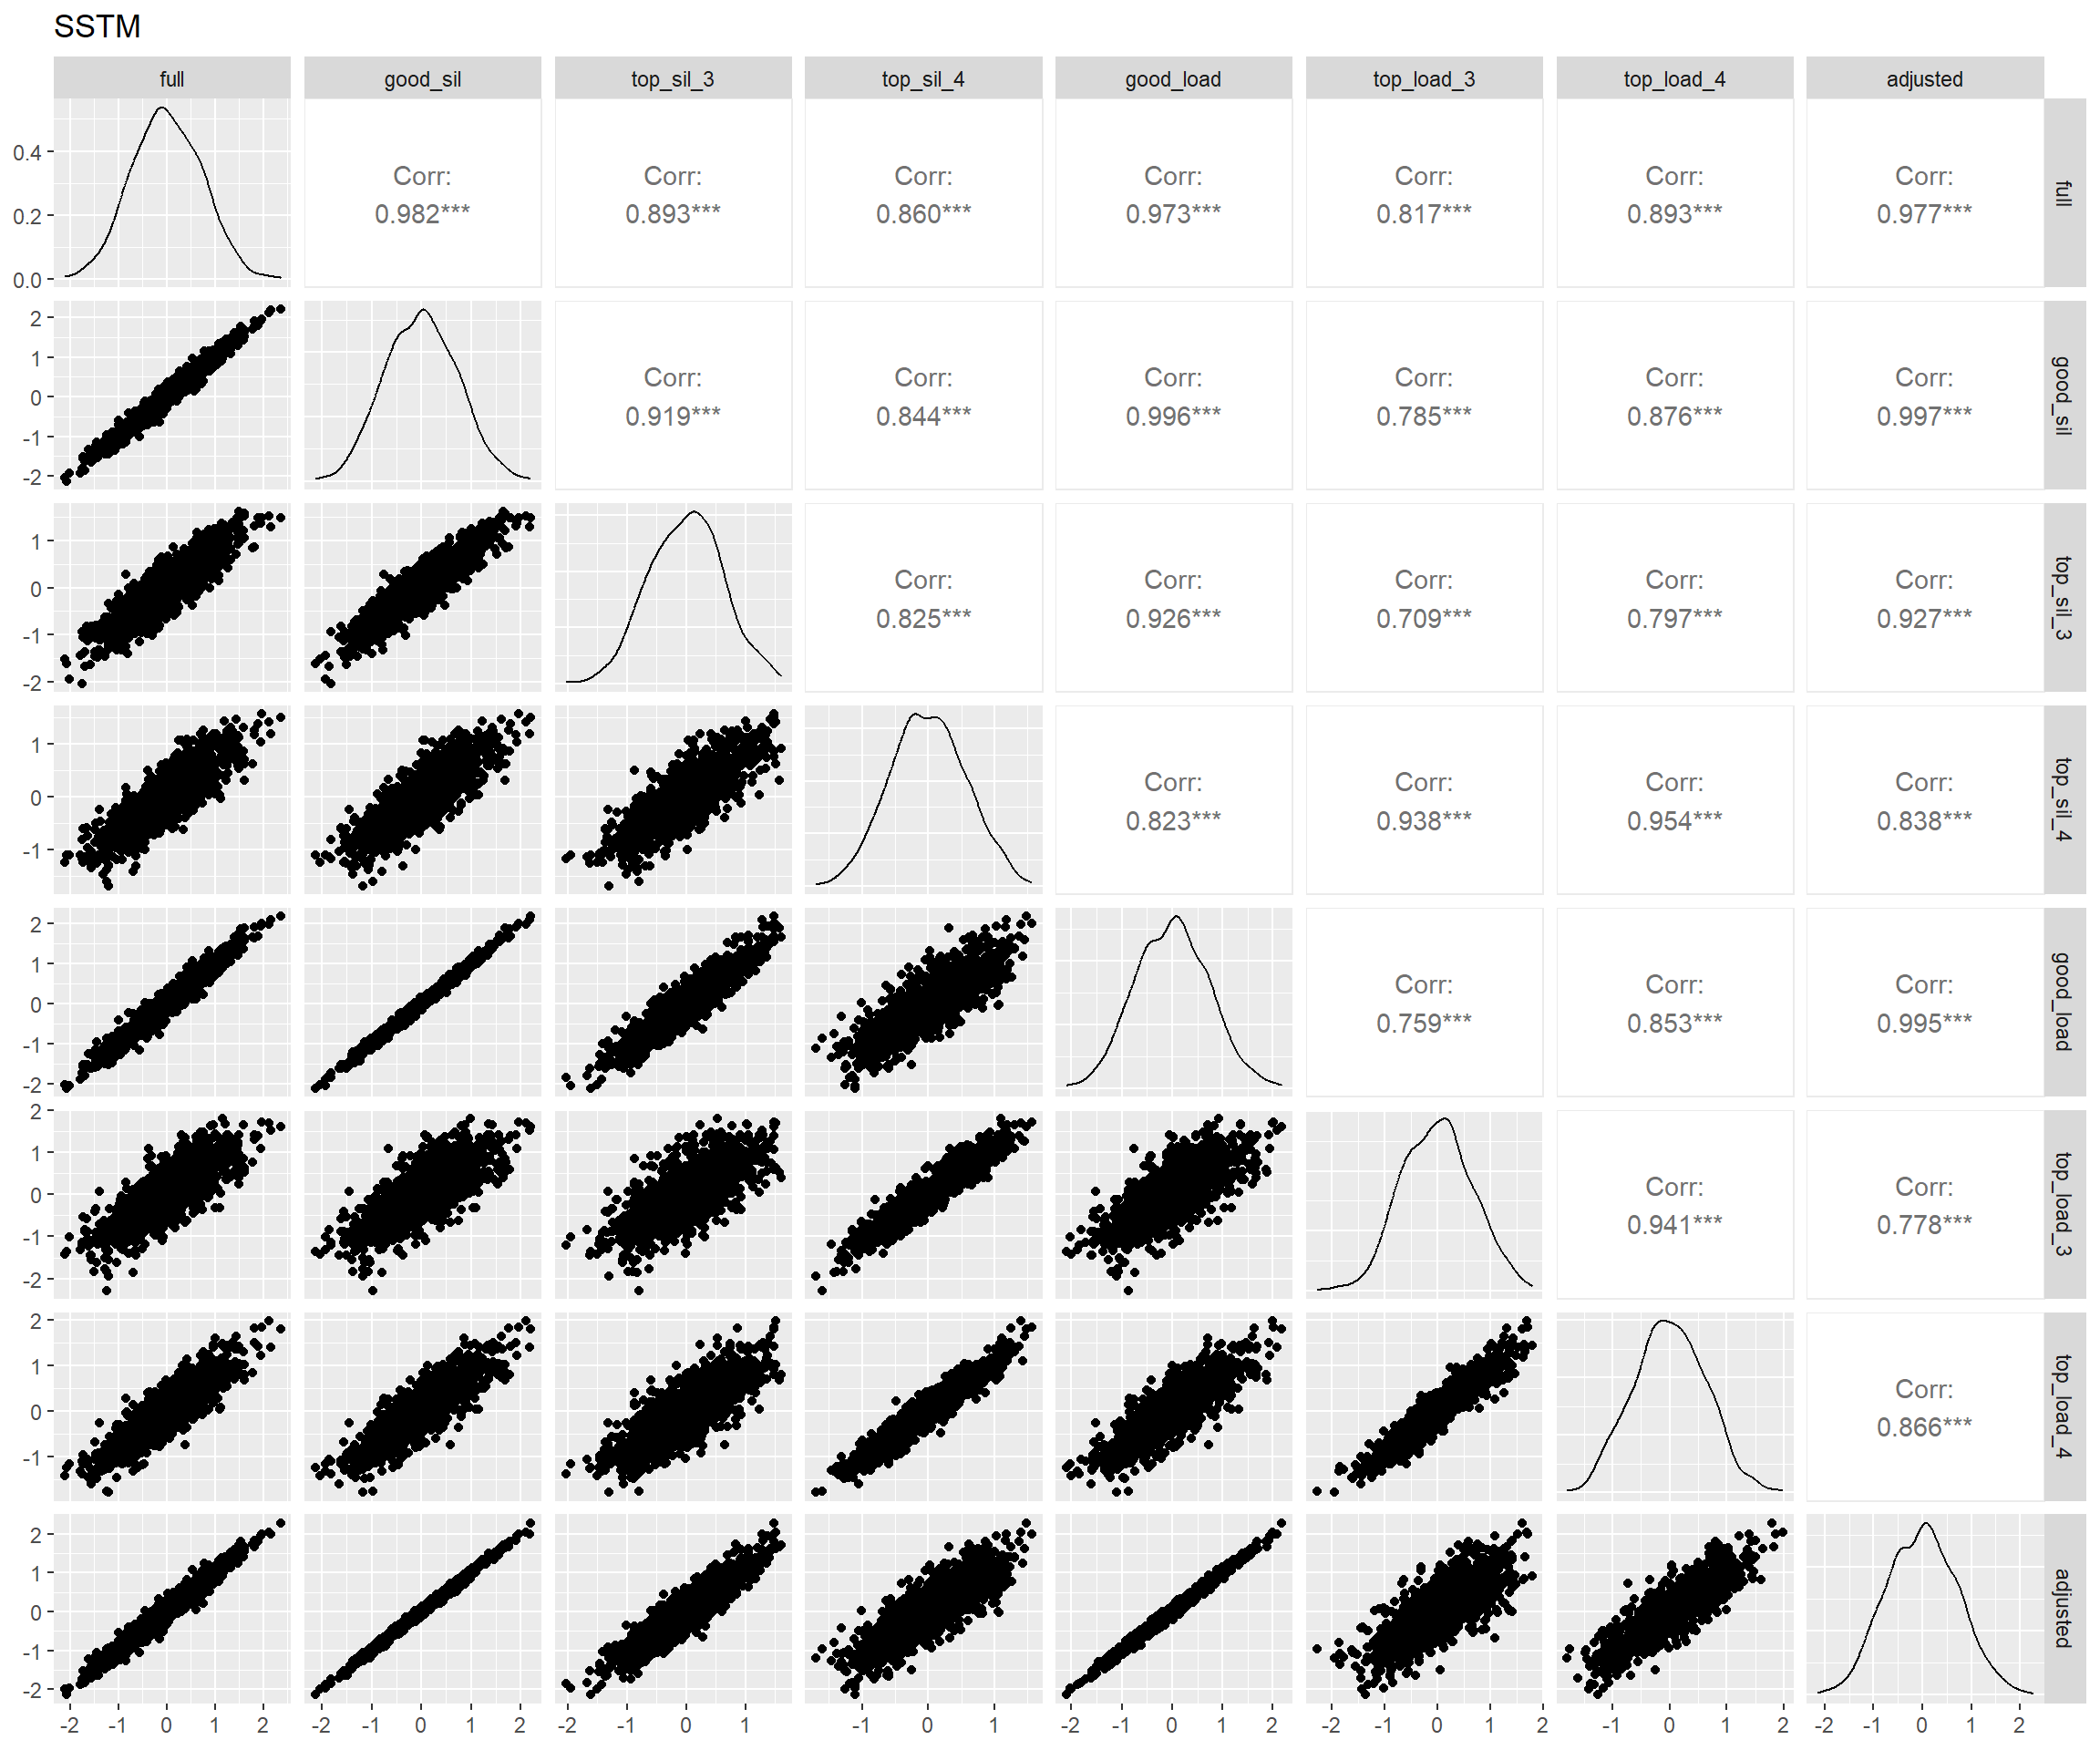 SSTM
full good_sil top_sil_3 top_sil_4 good_load top_load_3 top_load_4 adjusted
0.4
0.2
0.0
Corr: Corr: Corr: Corr: Corr: Corr: Corr:
0.982*** 0.893*** 0.860*** 0.973*** 0.817*** 0.893*** 0.977***
full
2
1
0
-1
-2
Corr: Corr: Corr: Corr: Corr: Corr:
0.919*** 0.844*** 0.996*** 0.785*** 0.876*** 0.997***
good_sil
1
0
-1
-2
Corr: Corr: Corr: Corr: Corr:
0.825*** 0.926*** 0.709*** 0.797*** 0.927***
top_sil_3
1
0
-1
Corr: Corr: Corr: Corr:
0.823*** 0.938*** 0.954*** 0.838***
top_sil_4
2
1
0
-1
-2
Corr: Corr: Corr:
0.759*** 0.853*** 0.995***
good_load
2
1
0
-1
-2
Corr: Corr:
0.941*** 0.778***
top_load_3
2
1
0
-1
Corr:
0.866***
top_load_4
2
1
0
-1
-2
adjusted
-2 -1 0 1 2 -2 -1 0 1 2 -2 -1 0 1 -1 0 1 -2 -1 0 1 2 -2 -1 0 1 2 -1 0 1 2 -2 -1 0 1 2